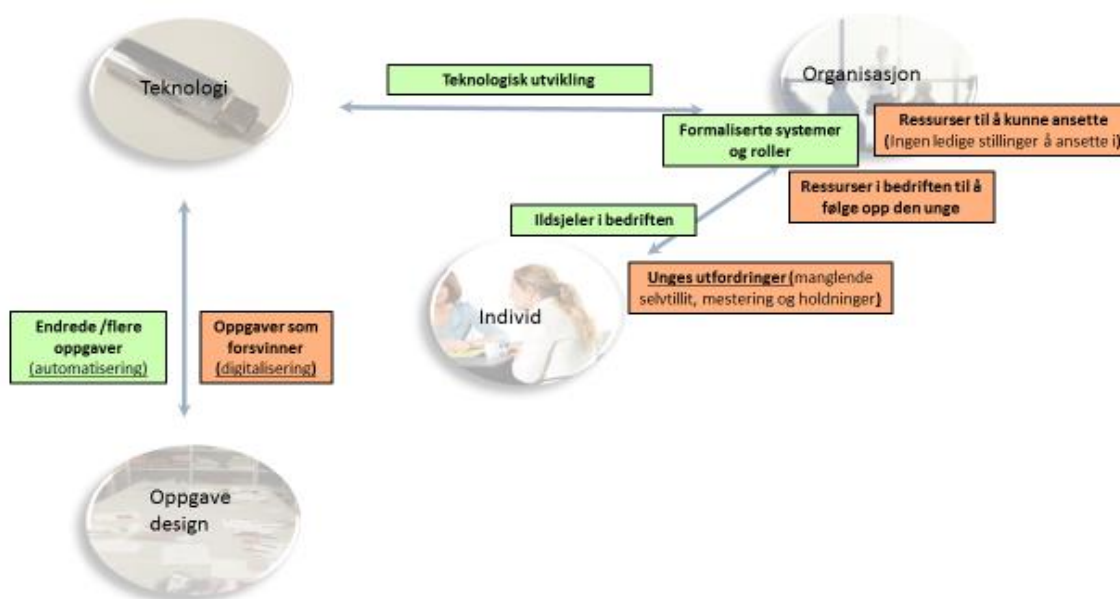 Teknologi
Teknologisk utvikling
Organisasjon
Formaliserte systemer
og roller
Ressurser til å kunne ansette
(Ingen ledige stillinger å ansette i)
Ressurser i bedriften til å
følge opp den unge
Ildsjeler i bedriften
Unges utfordringer (manglende
selvtillit, mestering og holdninger)
Individ
Endrede /flere
oppgaver
(automatisering)
Oppgaver som
forsvinner
(digitalisering)
Oppgave
design